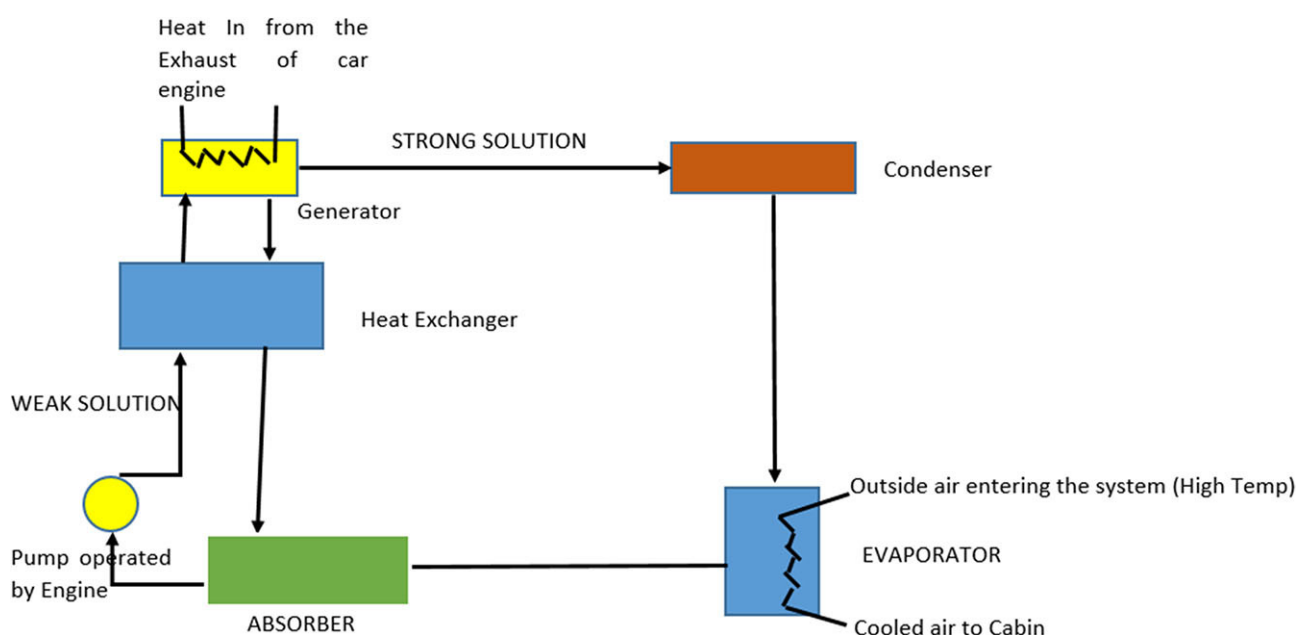 Heat In from the
Exhaust of car
engine
STRONG SOLUTION
Condenser
Generator
Heat Exchanger
WEAK SOLUTION
Outside air entering the system (High Temp)
EVAPORATOR
Pump operated
by Engine
ABSORBER
Cooled air to Cabin